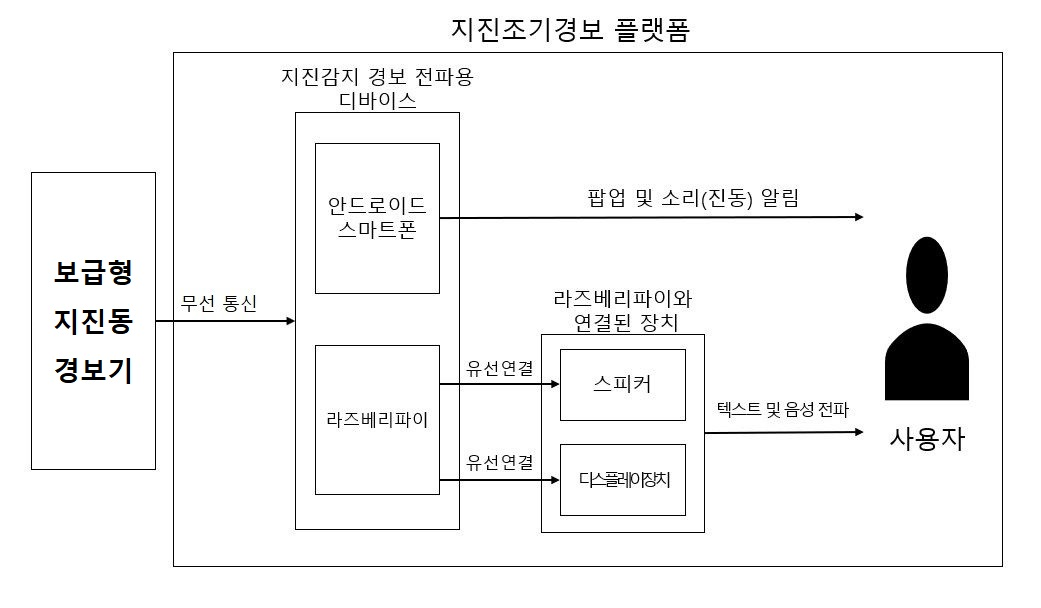 지진조기경보 플랫폼
지진감지 경보 전파용
디바이스
보급형
지진동
경보기
무선 통신
안드로이드
스마트폰
팝업 및 소리(진동) 알림
라즈베리파이
유선연결
유선연결
라즈베리파이와
연결된 장치
스피커
디스플레이장치
텍스트 및 음성 전파
사용자